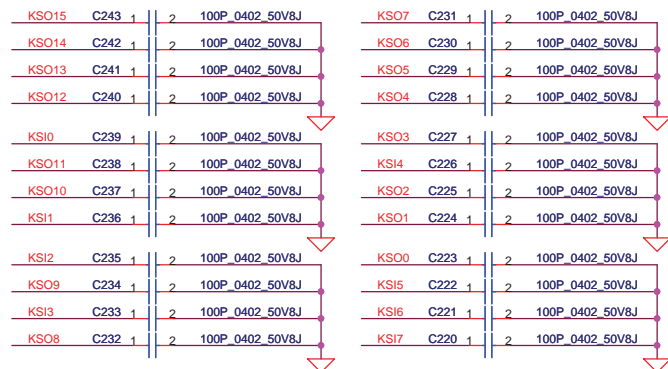 KSO15 C243 1 2 100P_0402_50V8J
KSO14 C242 1 2 100P_0402_50V8J
KSO13 C241 1 2 100P_0402_50V8J
KSO12 C240 1 2 100P_0402_50V8J
KSI0 C239 1 2 100P_0402_50V8J
KSO11 C238 1 2 100P_0402_50V8J
KSO10 C237 1 2 100P_0402_50V8J
KSI1 C236 1 2 100P_0402_50V8J
KSI2 C235 1 2 100P_0402_50V8J
KSO9 C234 1 2 100P_0402_50V8J
KSI3 C233 1 2 100P_0402_50V8J
KSO8 C232 1 2 100P_0402_50V8J
KSO7 C231 1 2 100P_0402_50V8J
KSO6 C230 1 2 100P_0402_50V8J
KSO5 C229 1 2 100P_0402_50V8J
KSO4 C228 1 2 100P_0402_50V8J
KSO3 C227 1 2 100P_0402_50V8J
KSI4 C226 1 2 100P_0402_50V8J
KSO2 C225 1 2 100P_0402_50V8J
KSO1 C224 1 2 100P_0402_50V8J
KSO0 C223 1 2 100P_0402_50V8J
KSI5 C222 1 2 100P_0402_50V8J
KSI6 C221 1 2 100P_0402_50V8J
KSI7 C220 1 2 100P_0402_50V8J